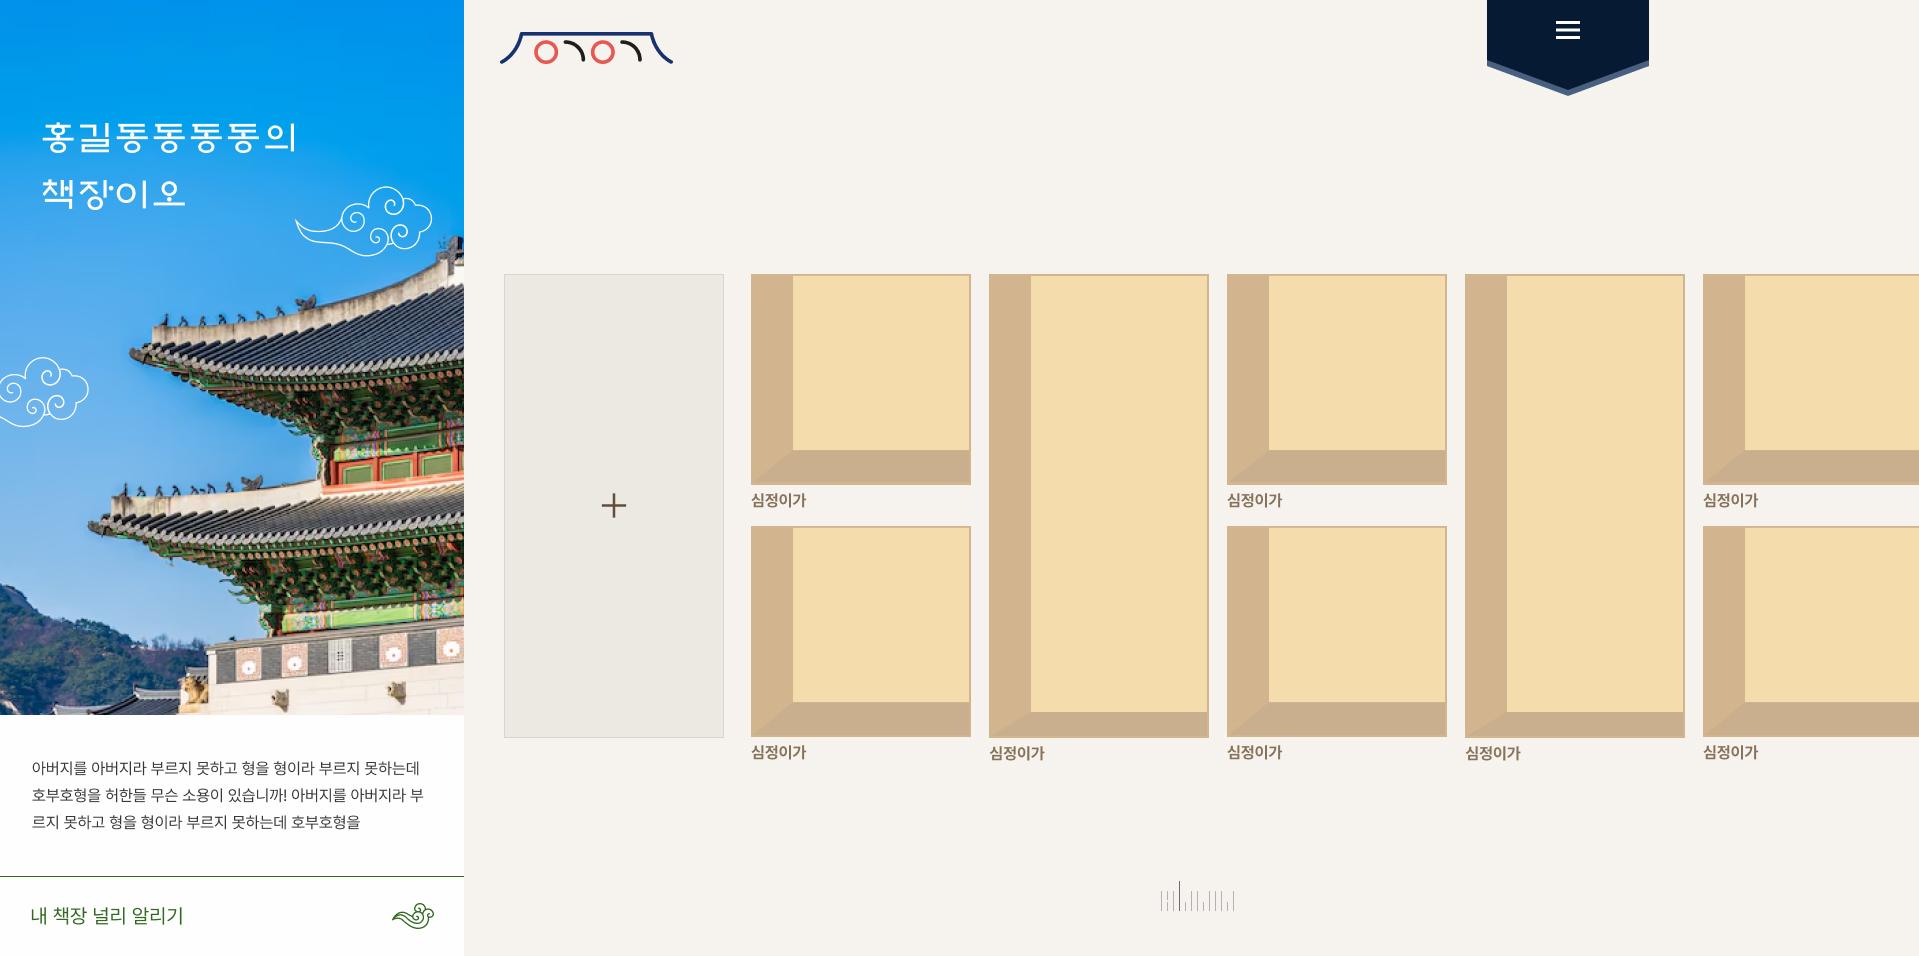 홍길동동동동의
책장이오
아버지를 아버지라 부르지 못하고 형을 형이라 부르지 못하는데
호부호형을 허한들 무슨 소용이 있습니까! 아버지를 아버지라 부
르지 못하고 형을 형이라 부르지 못하는데 호부호형을
내 책장 널리 알리기
심정이가
심정이가
심정이가
심정이가
심정이가
심정이가
심정이가
심정이가